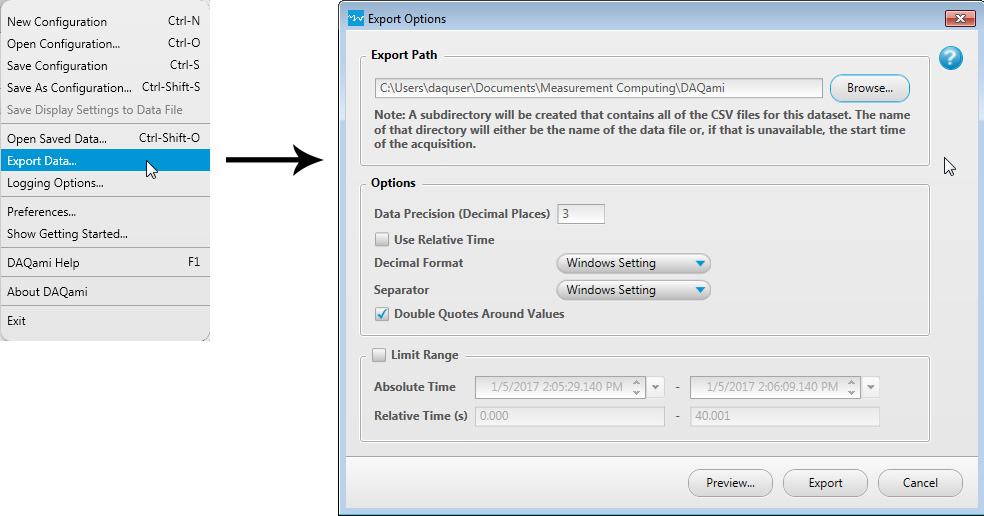 New Configuration Ctrl-N
Open Configuration... Ctrl-O
Save Configuration Ctrl-S
Save As Configuration... Ctrl-Shift-S
Save Display Settings to Data File
Open Saved Data... Ctrl-Shift-O
Export Data...
Logging Options...
Preferences...
Show Getting Started...
DAQami Help F1
About DAQami
Exit
Export Options
Export Path
C:\Users\daquser\Documents\Measurement Computing\DAQami
Browse...
Note: A subdirectory will be created that contains all of the CSV files for this dataset. The name
of that directory will either be the name of the data file or, if that is unavailable, the start time
of the acquisition.
Options
Data Precision (Decimal Places) 3
Use Relative Time
Decimal Format Windows Setting
Separator Windows Setting
Double Quotes Around Values
Limit Range
Absolute Time 1/5/2017 2:05:29.140 PM - 1/5/2017 2:06:09.140 PM
Relative Time (s) 0.000 - 40.001
Preview... Export Cancel